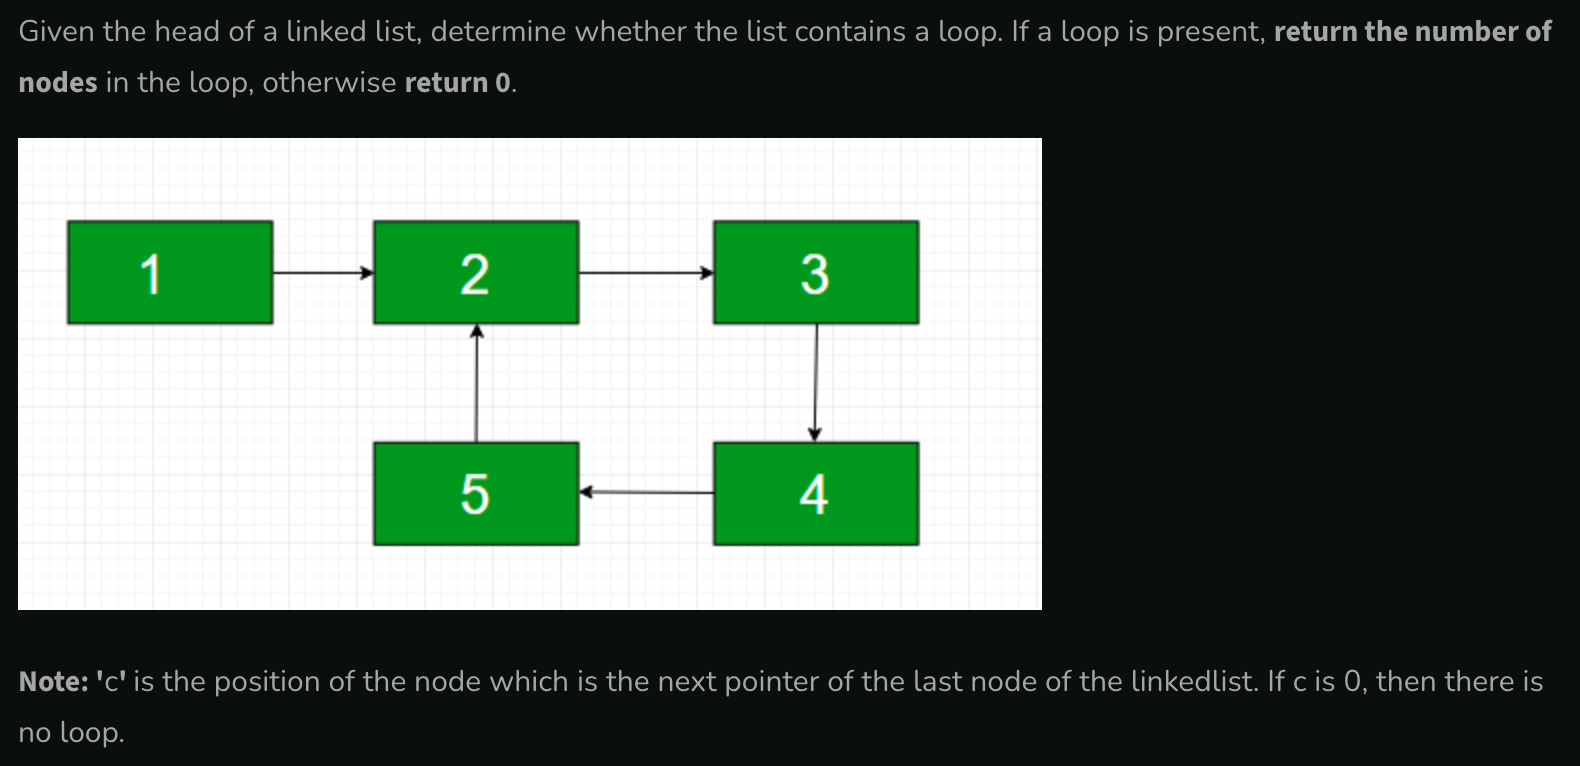 Given the head of a linked list, determine whether the list contains a loop. If a loop is present, return the number of
nodes in the loop, otherwise return 0.
1 2 3
5 4
Note: 'c' is the position of the node which is the next pointer of the last node of the linkedlist. If c is 0, then there is
no loop.